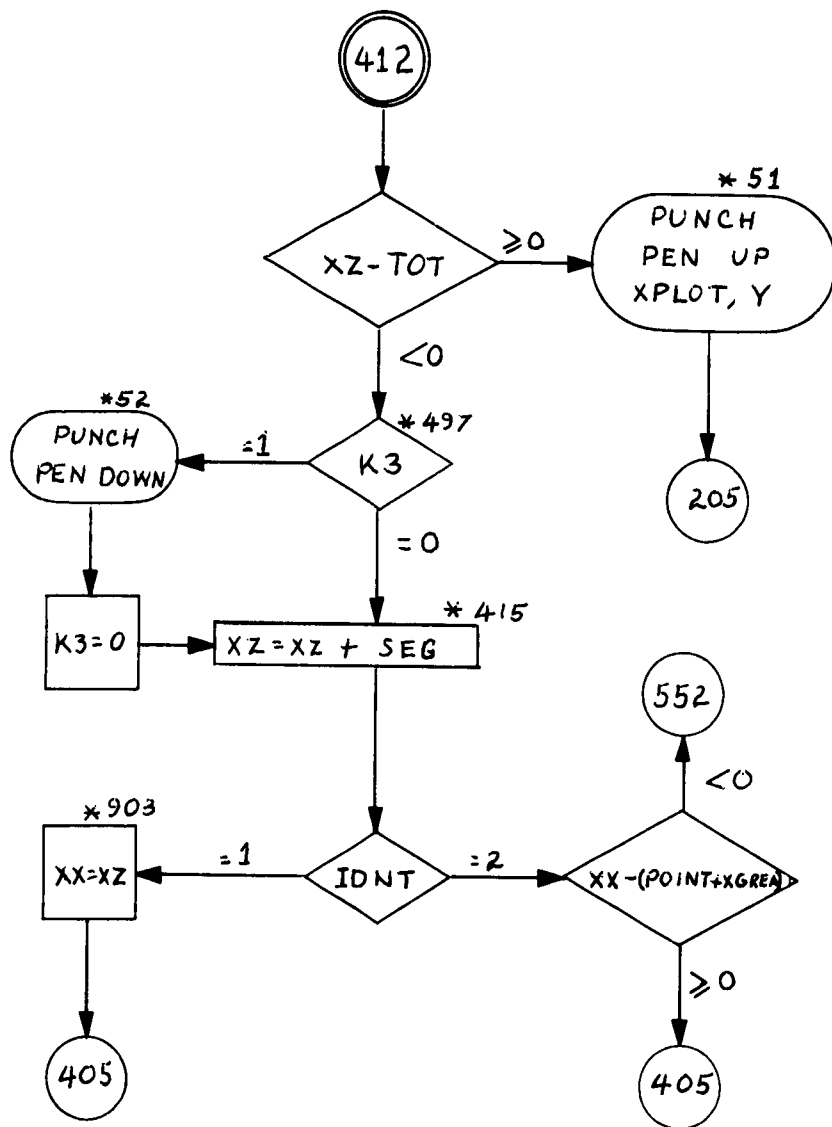 412
* 51
PUNCH
PEN UP
XPLOT, Y
XZ-TOT
≥0
<0
*52
PUNCH
PEN DOWN
=1
*497
K3
205
=0
* 415
K3=0
XZ=XZ + SEG
552
<0
*903
XX=XZ
=1
IDNT
=2
XX-(POINT+XGREA)
≥0
405
405